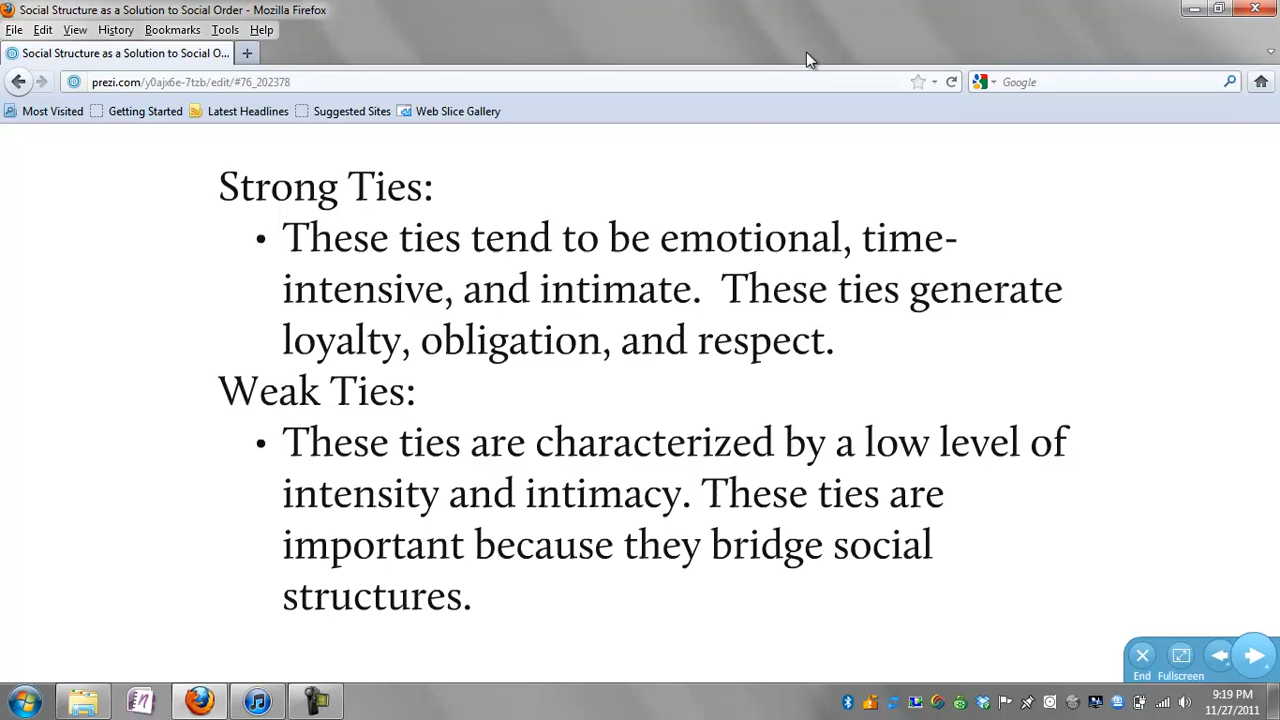 Social Structure as a Solution to Social Order - Mozilla Firefox
File Edit View History Bookmarks Tools Help
Social Structure as a Solution to Social O...
prezi.com/y0ajx6e-7tzb/edit/#76_202378
Google
Most Visited Getting Started Latest Headlines Suggested Sites Web Slice Gallery
Strong Ties:
• These ties tend to be emotional, time-
intensive, and intimate. These ties generate
loyalty, obligation, and respect.
Weak Ties:
• These ties are characterized by a low level of
intensity and intimacy. These ties are
important because they bridge social
structures.
End Fullscreen
9:19 PM
11/27/2011